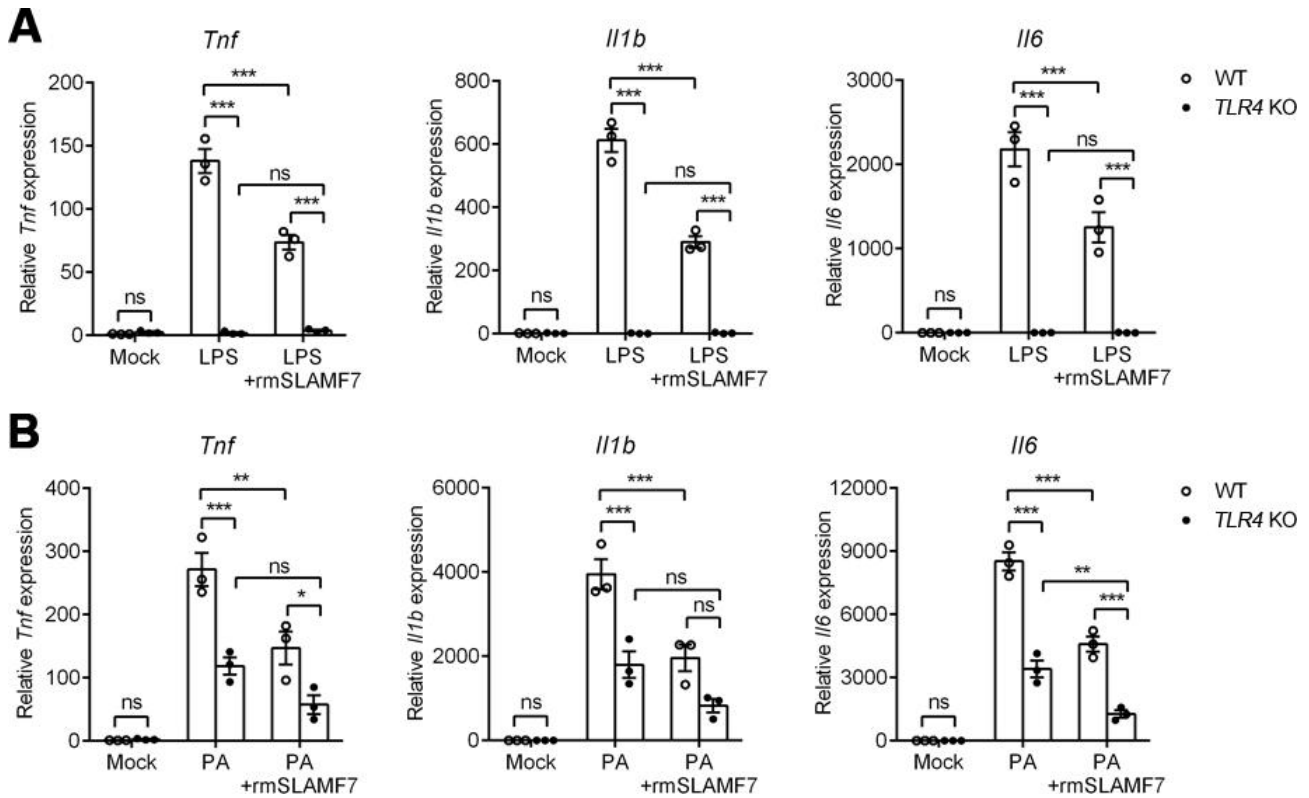 A
Tnf
Il1b
Il6
Relative Tnf expression
200
150
100
50
0
***
***
ns
***
ns
Mock
LPS
LPS
+rmSLAMF7
Relative Il1b expression
800
600
400
200
0
***
***
ns
***
ns
Mock
LPS
LPS
+rmSLAMF7
Relative Il6 expression
3000
2000
1000
0
***
***
ns
***
ns
Mock
LPS
LPS
+rmSLAMF7
WT
TLR4 KO
B
Tnf
Il1b
Il6
Relative Tnf expression
400
300
200
100
0
**
***
ns
*
ns
Mock
PA
PA
+rmSLAMF7
Relative Il1b expression
6000
4000
2000
0
***
***
ns
ns
ns
Mock
PA
PA
+rmSLAMF7
Relative Il6 expression
12000
9000
6000
3000
0
***
***
**
***
ns
Mock
PA
PA
+rmSLAMF7
WT
TLR4 KO